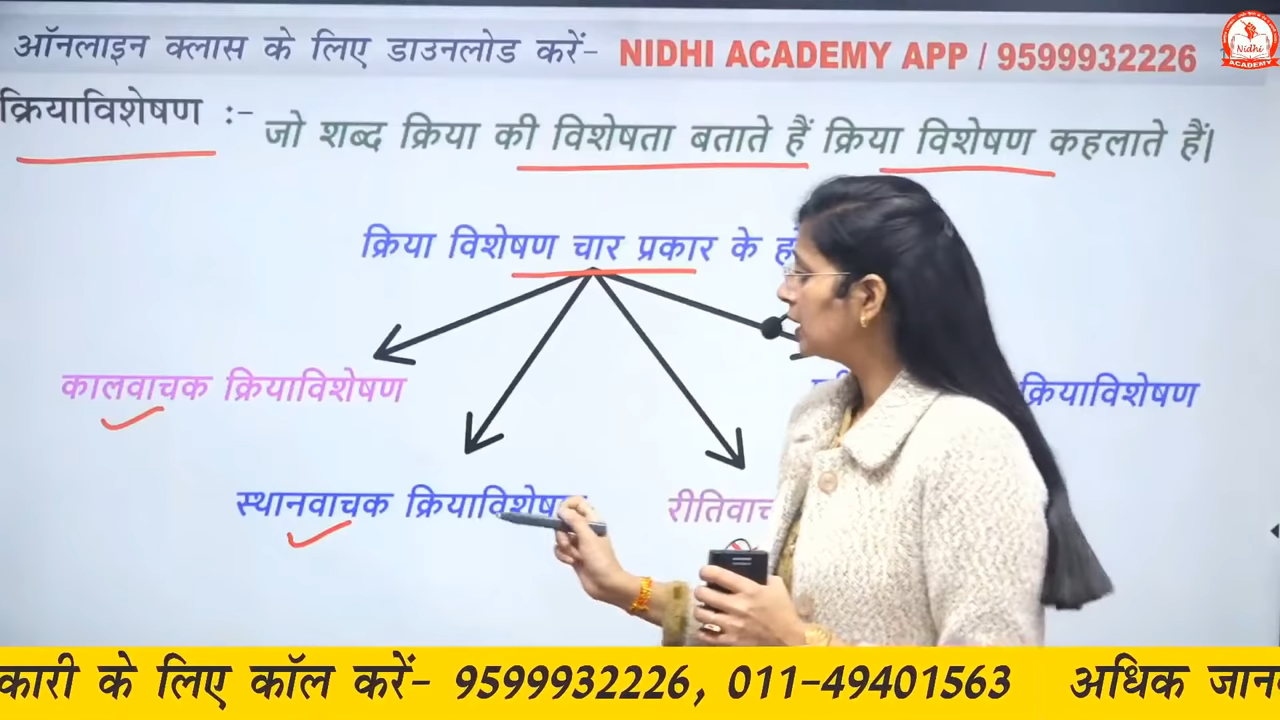 ऑनलाइन क्लास के लिए डाउनलोड करें- NIDHI ACADEMY APP / 9599932226
Nidhi
ACADEMY
क्रियाविशेषण :-
जो शब्द क्रिया की विशेषता बताते हैं क्रिया विशेषण कहलाते हैं।
क्रिया विशेषण चार प्रकार के
कालवाचक क्रियाविशेषण
क्रियाविशेषण
स्थानवाचक क्रियाविशेष
रीतिवाच
कारी के लिए कॉल करें- 9599932226, 011-49401563 अधिक जान